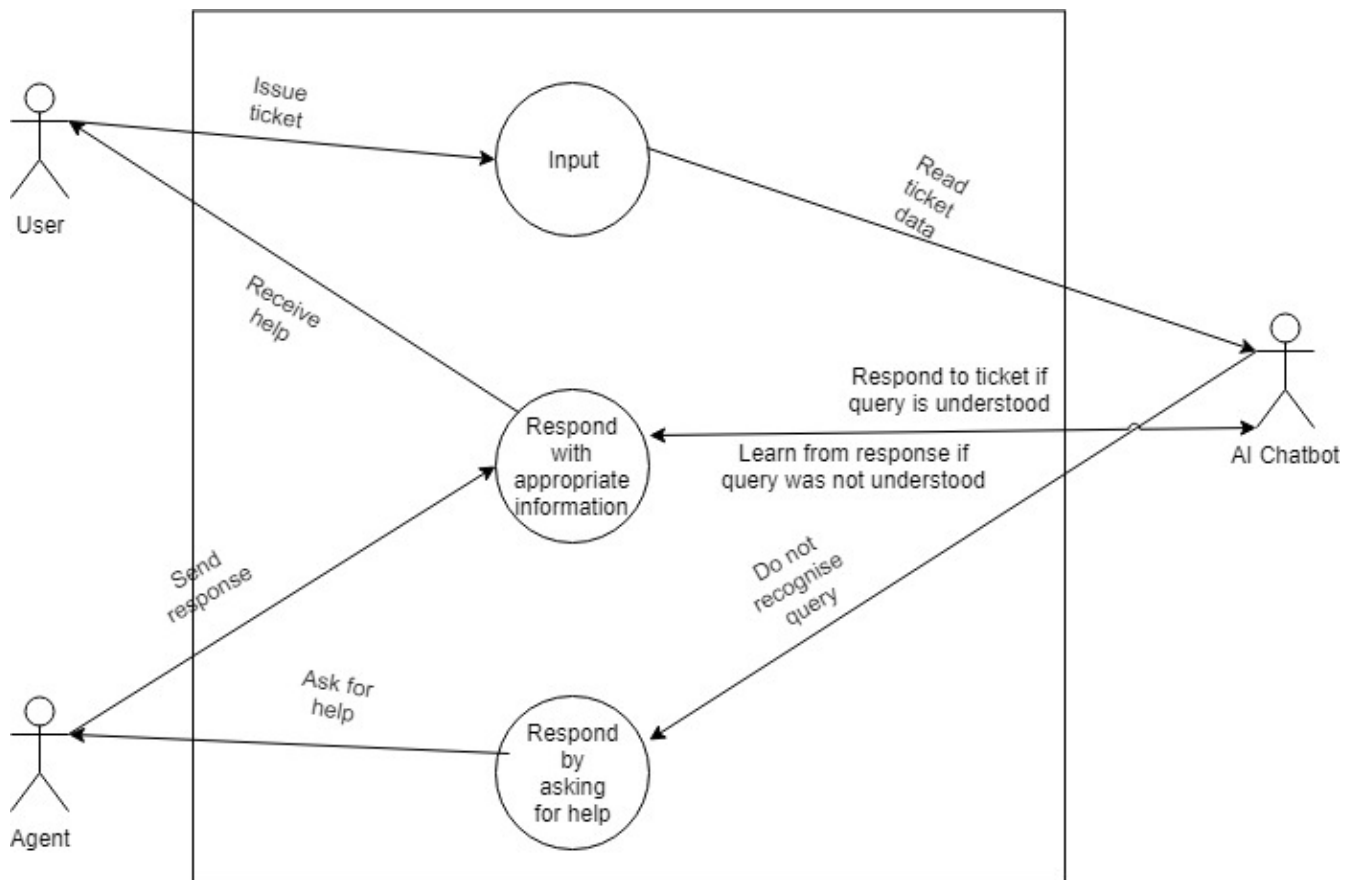 Issue
ticket
Input
Read
ticket
data
User
Receive
help
Respond to ticket if
query is understood
AI Chatbot
Respond
with
appropriate
information
Learn from response if
query was not understood
Send
response
Do not
recognise
query
Ask for
help
Respond
by
asking
for help
Agent